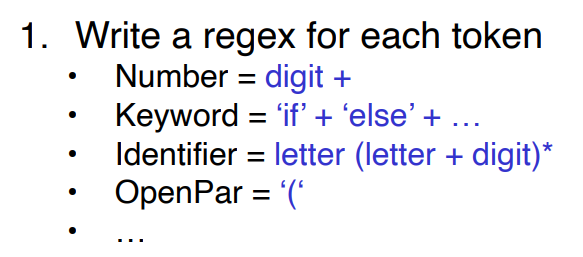 1. Write a regex for each token
• Number = digit +
• Keyword = ‘if’ + ‘else’ + …
• Identifier = letter (letter + digit)*
• OpenPar = ‘(‘
• …